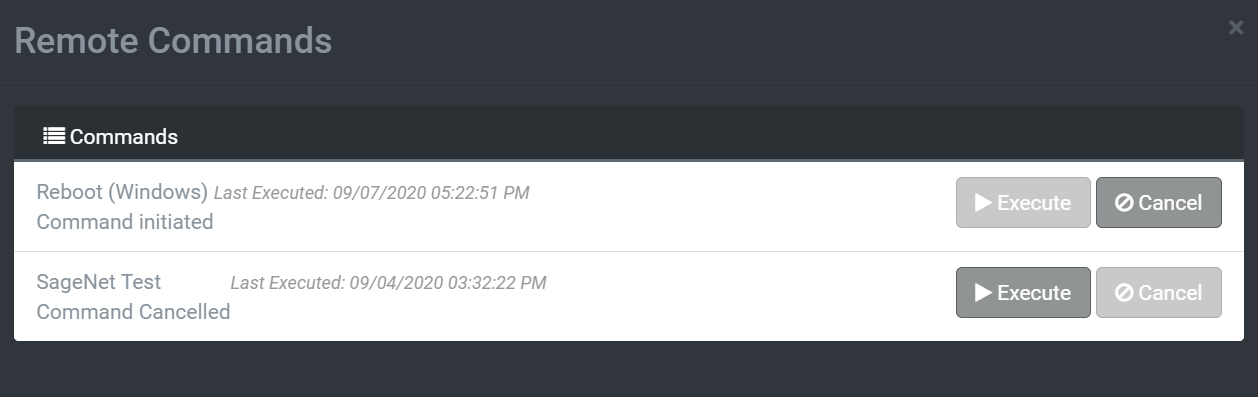 Remote Commands
×
Commands
Reboot (Windows) Last Executed: 09/07/2020 05:22:51 PM
Command initiated
Execute Cancel
SageNet Test Last Executed: 09/04/2020 03:32:22 PM
Command Cancelled
Execute Cancel